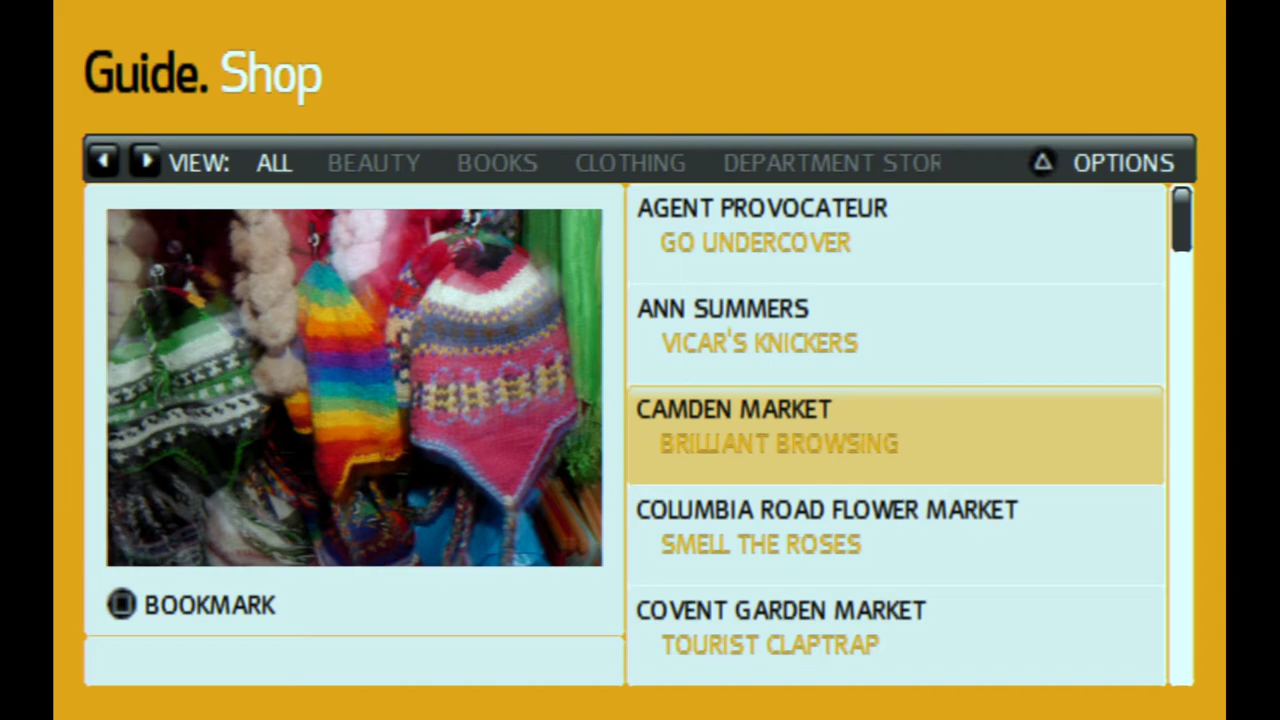 Guide. Shop
VIEW: ALL BEAUTY BOOKS CLOTHING DEPARTMENT STOR OPTIONS
AGENT PROVOCATEUR
GO UNDERCOVER
ANN SUMMERS
VICAR'S KNICKERS
CAMDEN MARKET
BRILLIANT BROWSING
COLUMBIA ROAD FLOWER MARKET
SMELL THE ROSES
COVENT GARDEN MARKET
TOURIST CLAPTRAP
BOOKMARK